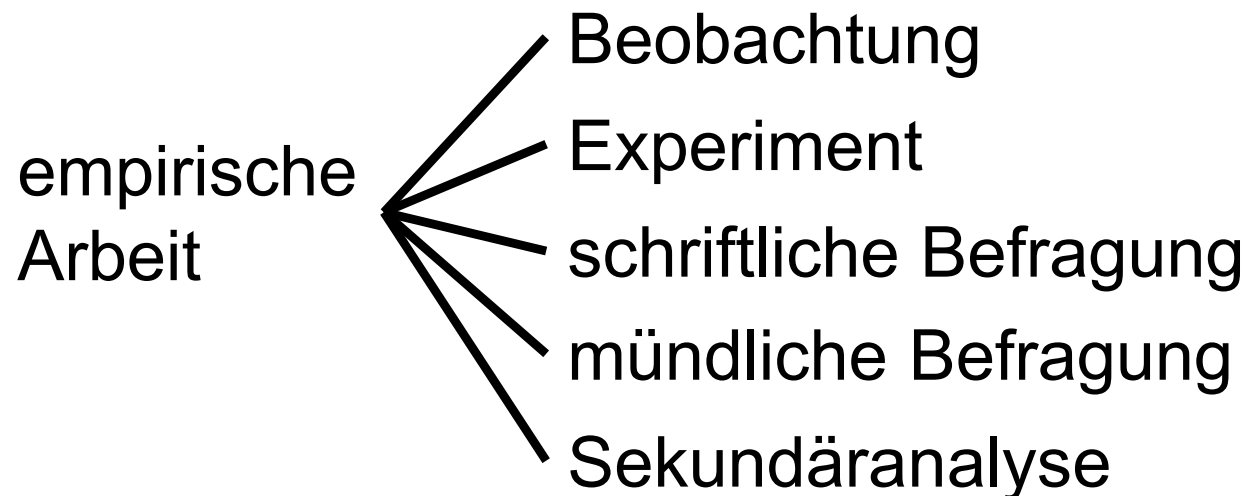 Beobachtung
Experiment
empirische
Arbeit
schriftliche Befragung
mündliche Befragung
Sekundäranalyse